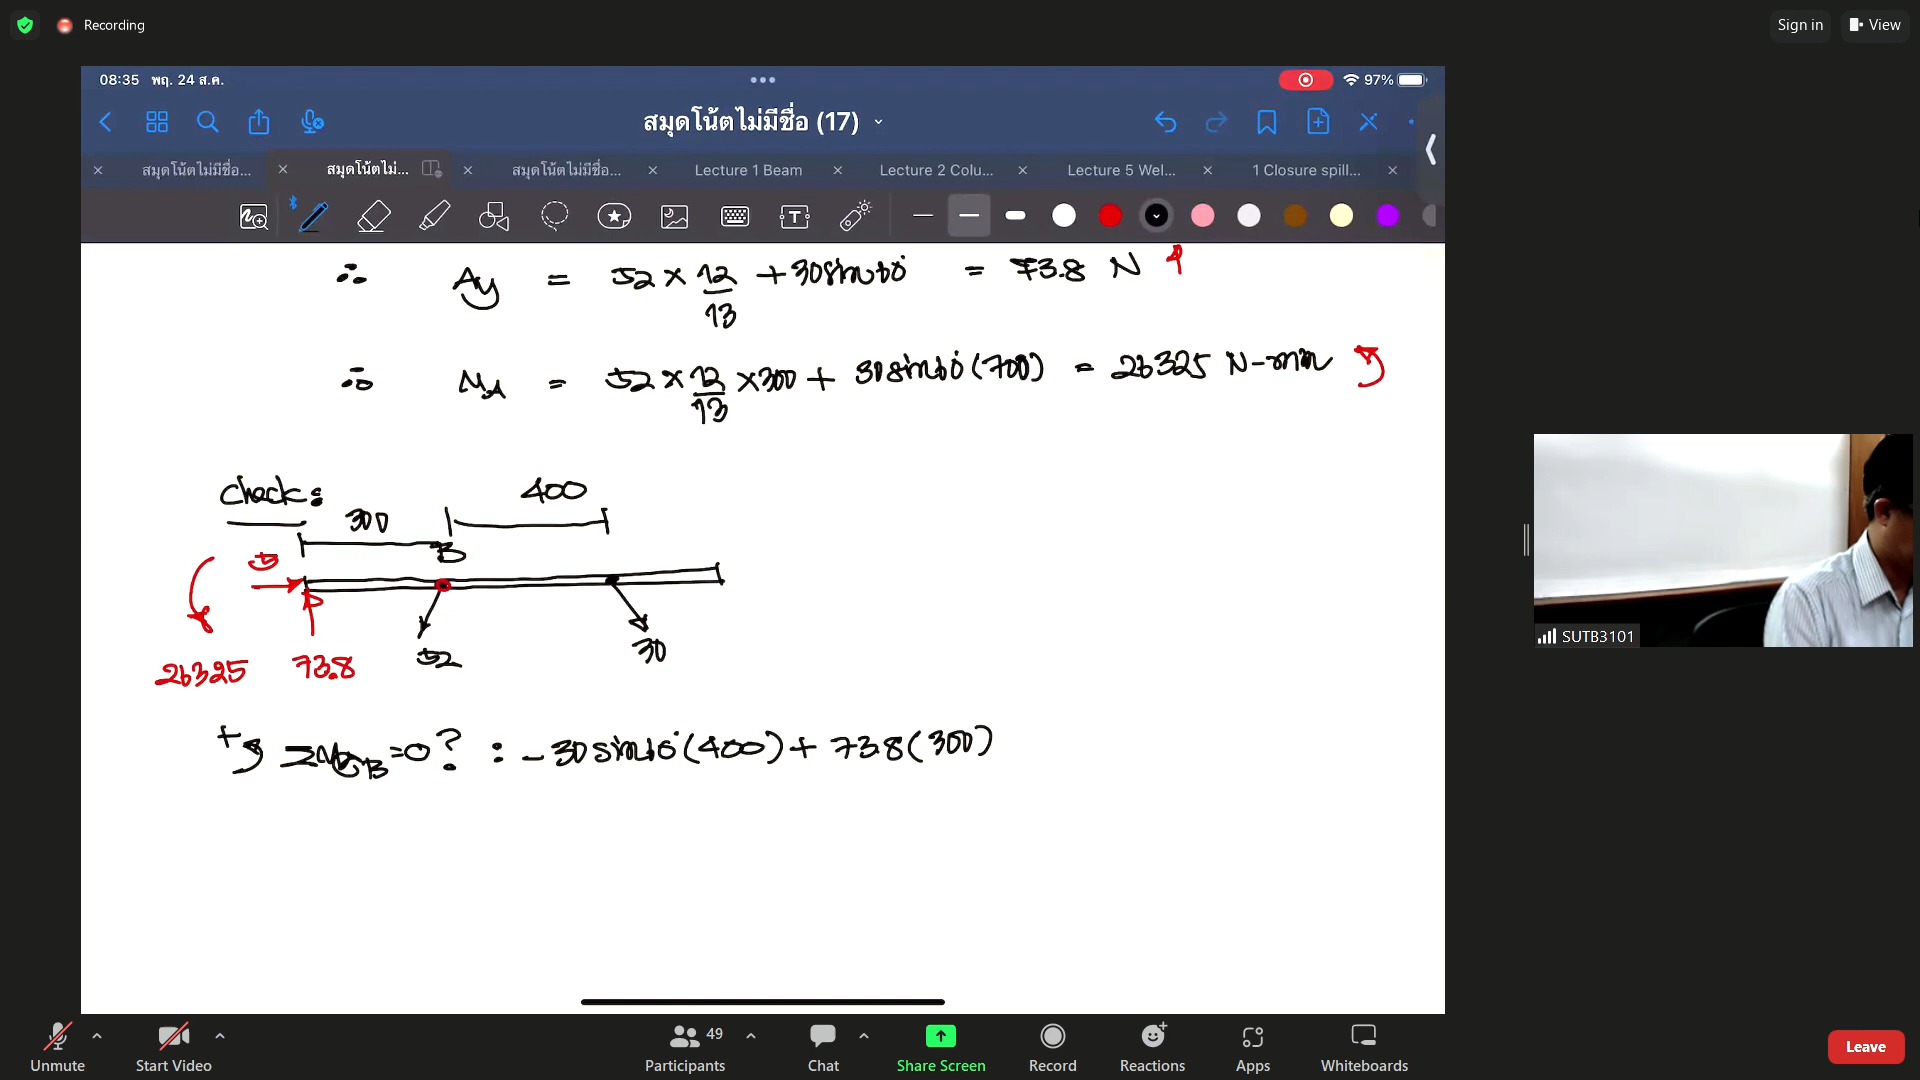 Recording
Sign in
View
08:35 พฤ. 24 ส.ค.
97%
สมุดโน้ตไม่มีชื่อ (17)
สมุดโน้ตไม่มีชื่อ...
สมุดโน้ตไม่...
สมุดโน้ตไม่มีชื่อ...
Lecture 1 Beam
Lecture 2 Colu...
Lecture 5 Wel...
1 Closure spill...
∴ Ay = 52 × 12/13 + 30sin60° = 73.8 N ↑
∴ MA = 52 × 12/13 × 300 + 30sin60°(700) = 26325 N-mm
check:
300
400
B
26325
73.8
52
30
+ ΣM@B = 0? : - 30sin60°(400) + 73.8(300)
SUTB3101
Unmute
Start Video
Participants
49
Chat
Share Screen
Record
Reactions
Apps
Whiteboards
Leave